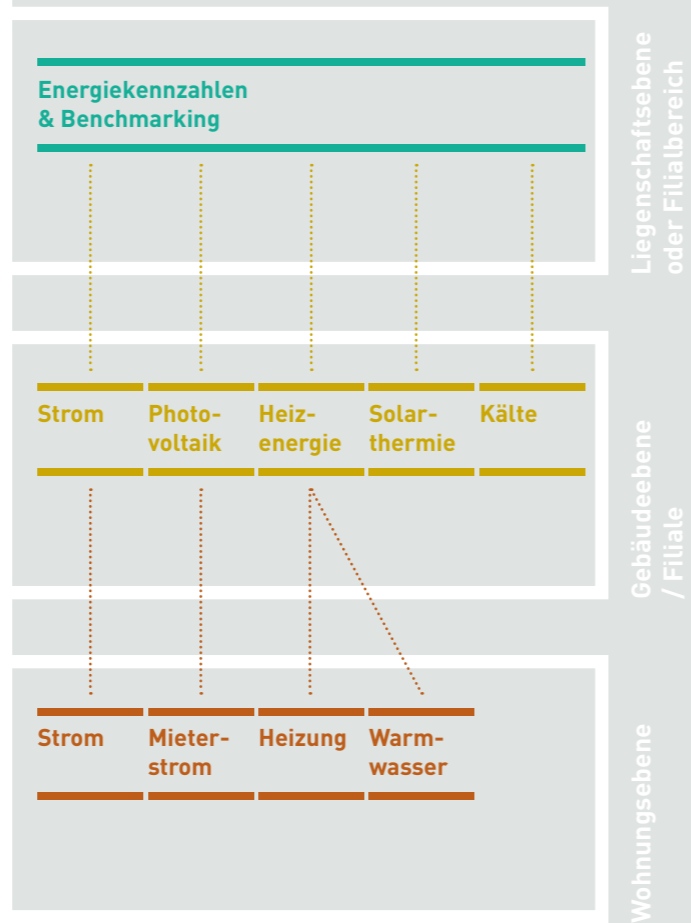 Energiekennzahlen
& Benchmarking
Liegenschaftsebene
oder Filialbereich
Strom
Photo-
voltaik
Heiz-
energie
Solar-
thermie
Kälte
Gebäudeebene
/ Filiale
Strom
Mieter-
strom
Heizung
Warm-
wasser
Wohnungsebene